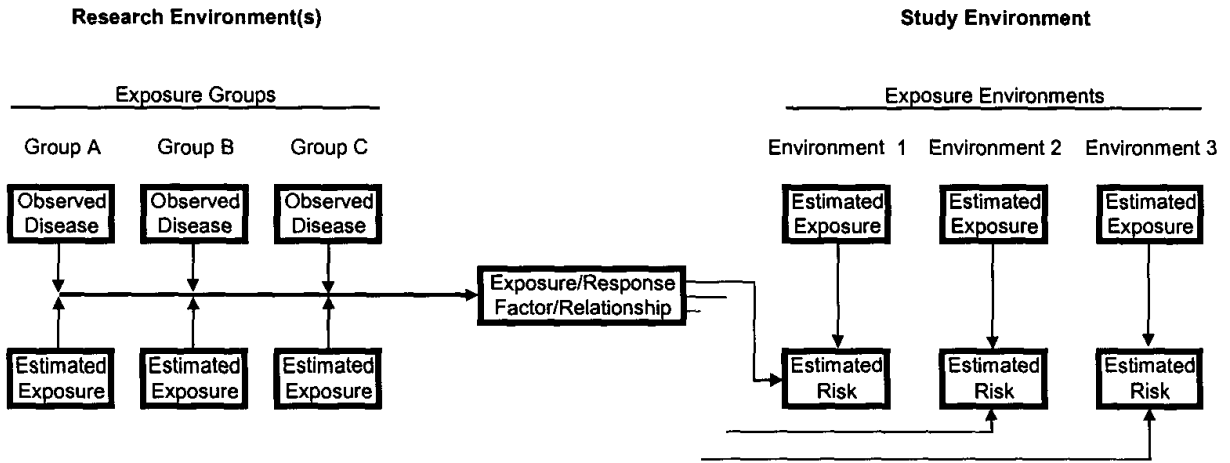 Research Environment(s)
Study Environment
Exposure Groups
Exposure Environments
Group A
Group B
Group C
Environment 1
Environment 2
Environment 3
Observed
Disease
Observed
Disease
Observed
Disease
Estimated
Exposure
Estimated
Exposure
Estimated
Exposure
Exposure/Response
Factor/Relationship
Estimated
Exposure
Estimated
Exposure
Estimated
Exposure
Estimated
Risk
Estimated
Risk
Estimated
Risk